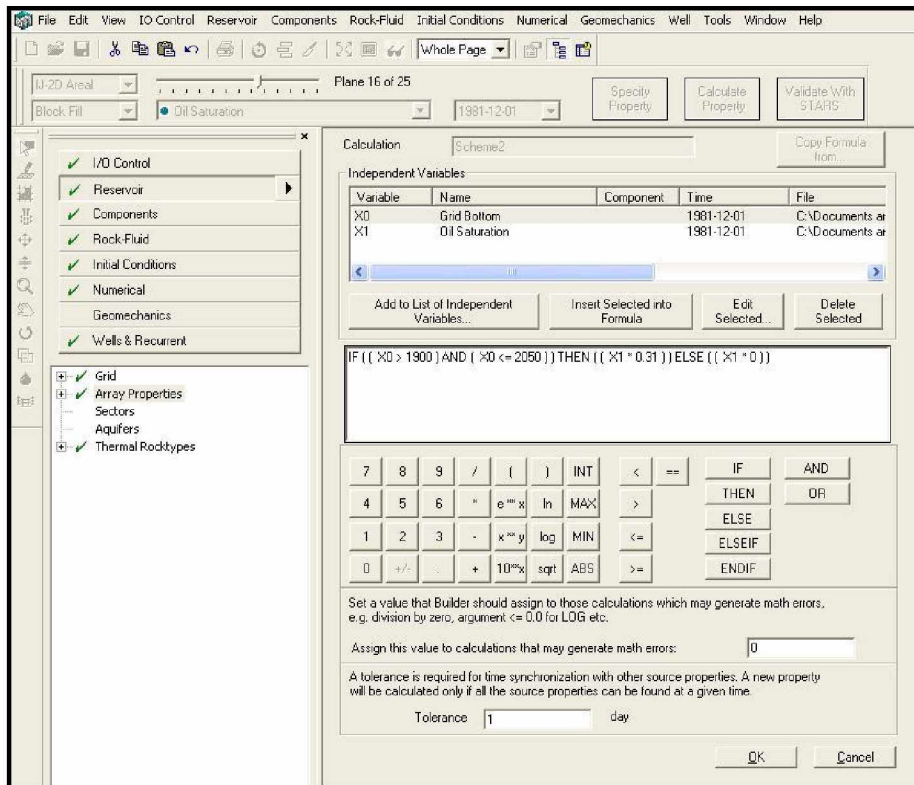 File Edit View IO Control Reservoir Components Rock-Fluid Initial Conditions Numerical Geomechanics Well Tools Window Help
Whole Page
IJ-2D Areal
Plane 16 of 25
Block Fill
Oil Saturation
1981-12-01
Specify Property
Calculate Property
Validate With STARS
I/O Control
Reservoir
Components
Rock-Fluid
Initial Conditions
Numerical
Geomechanics
Wells & Recurrent
Grid
Array Properties
Sectors
Aquifers
Thermal Rocktypes
Calculation Scheme2
Copy Formula from...
Independent Variables
Variable Name Component Time File
X0 Grid Bottom 1981-12-01 C:\Documents ar
X1 Oil Saturation 1981-12-01 C:\Documents ar
Add to List of Independent Variables...
Insert Selected into Formula
Edit Selected...
Delete Selected
IF ( ( X0 > 1900 ) AND ( X0 <= 2050 ) ) THEN ( ( X1 * 0.31 ) ) ELSE ( ( X1 * 0 ) )
7 8 9 / ( ) INT < == IF AND
4 5 6 * e**x ln MAX > THEN OR
1 2 3 - x**y log MIN <= ELSE
ELSEIF
0 +/- . + 10**x sqrt ABS >= ENDIF
Set a value that Builder should assign to those calculations which may generate math errors,
e.g. division by zero, argument <= 0.0 for LOG etc.
Assign this value to calculations that may generate math errors: 0
A tolerance is required for time synchronization with other source properties. A new property
will be calculated only if all the source properties can be found at a given time.
Tolerance 1 day
OK Cancel